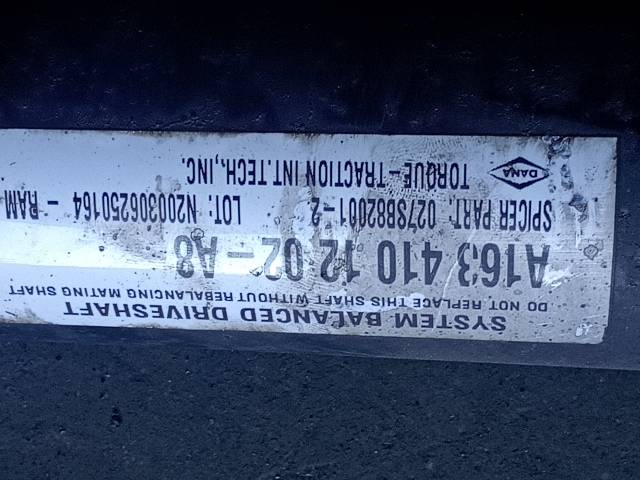 SYSTEM BALANCED DRIVESHAFT
DO NOT REPLACE THIS SHAFT WITHOUT REBALANCING MATING SHAFT
A163 410 12 02-A8
SPICER PART. 027SB82001-2 LOT: N200306250164 - RAM
DANA TORQUE-TRACTION INT.TECH.,INC.